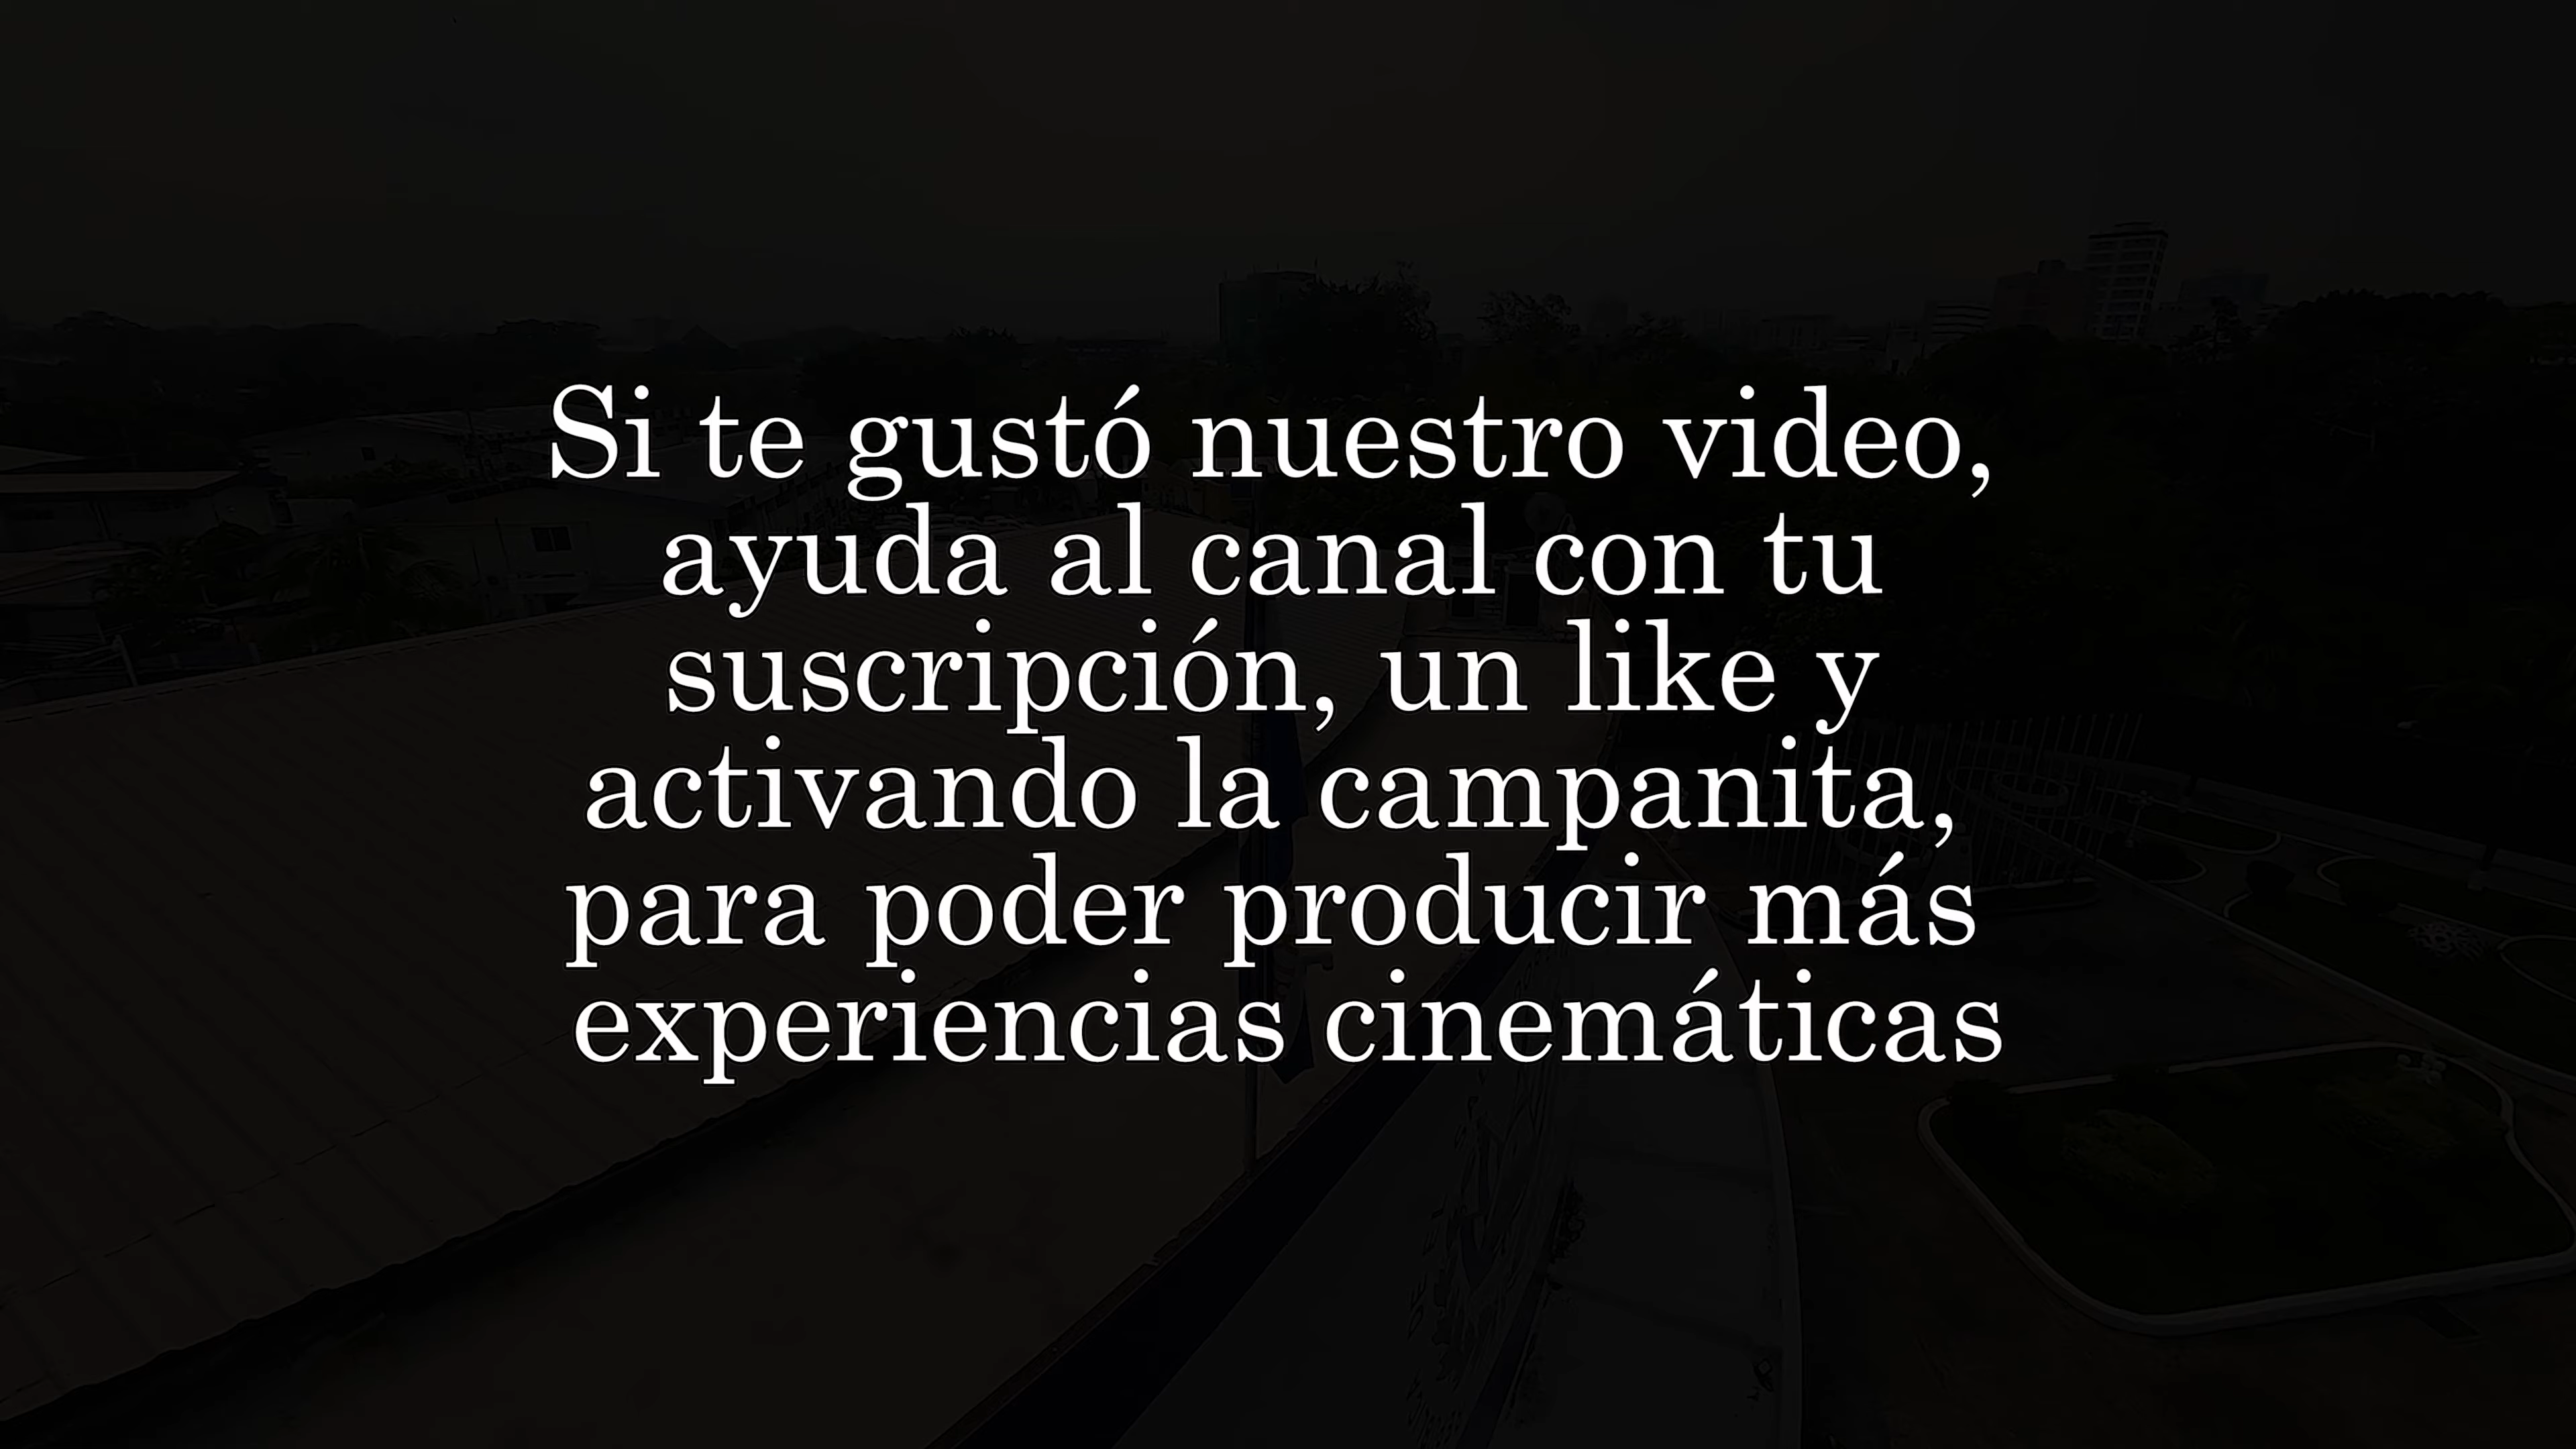 Si te gustó nuestro video,
ayuda al canal con tu
suscripción, un like y
activando la campanita,
para poder producir más
experiencias cinemáticas